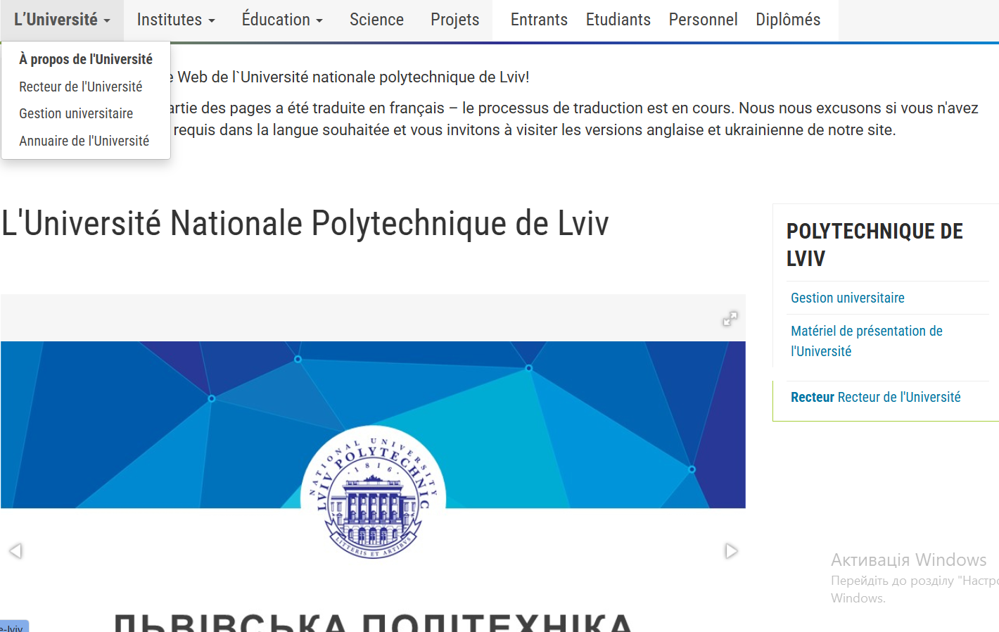 L’Université Institutes Éducation Science Projets Entrants Etudiants Personnel Diplômés
À propos de l'Université
Recteur de l'Université
Gestion universitaire
Annuaire de l'Université
Web de l`Université nationale polytechnique de Lviv!
des pages a été traduite en français – le processus de traduction est en cours. Nous nous excusons si vous n'avez
requis dans la langue souhaitée et vous invitons à visiter les versions anglaise et ukrainienne de notre site.
L'Université Nationale Polytechnique de Lviv
POLYTECHNIQUE DE
LVIV
Gestion universitaire
Matériel de présentation de
l'Université
Recteur Recteur de l'Université
NATIONAL UNIVERSITY
LVIV POLYTECHNIC
· 1816 ·
LITTERIS ET ARTIBUS
Активація Windows
Перейдіть до розділу "Настро
Windows.
ЛЬВІВСЬКА ПОЛІТЕХНІКА
e-lviv